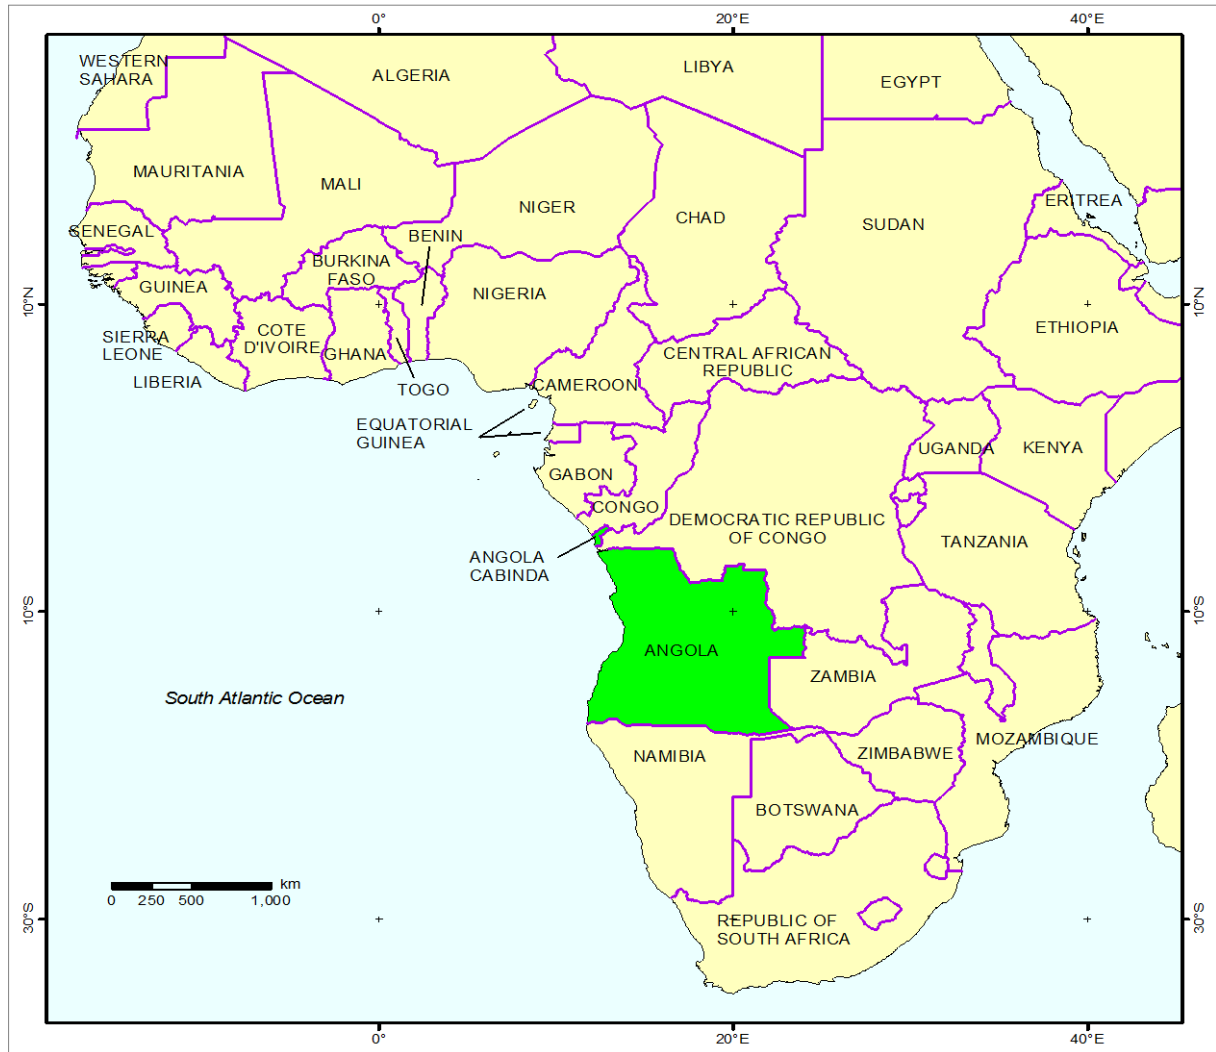 0°
20°E
40°E
WESTERN
SAHARA
ALGERIA
LIBYA
EGYPT
MAURITANIA
MALI
NIGER
CHAD
SUDAN
ERITREA
SENEGAL
BENIN
BURKINA
FASO
GUINEA
NIGERIA
10°N
10°N
ETHIOPIA
SIERRA
LEONE
COTE
D'IVOIRE
GHANA
CENTRAL AFRICAN
REPUBLIC
LIBERIA
TOGO
CAMEROON
EQUATORIAL
GUINEA
UGANDA
KENYA
GABON
CONGO
DEMOCRATIC REPUBLIC
OF CONGO
TANZANIA
ANGOLA
CABINDA
10°S
10°S
ANGOLA
ZAMBIA
South Atlantic Ocean
MOZAMBIQUE
NAMIBIA
ZIMBABWE
BOTSWANA
km
0 250 500 1,000
30°S
30°S
REPUBLIC OF
SOUTH AFRICA
0°
20°E
40°E